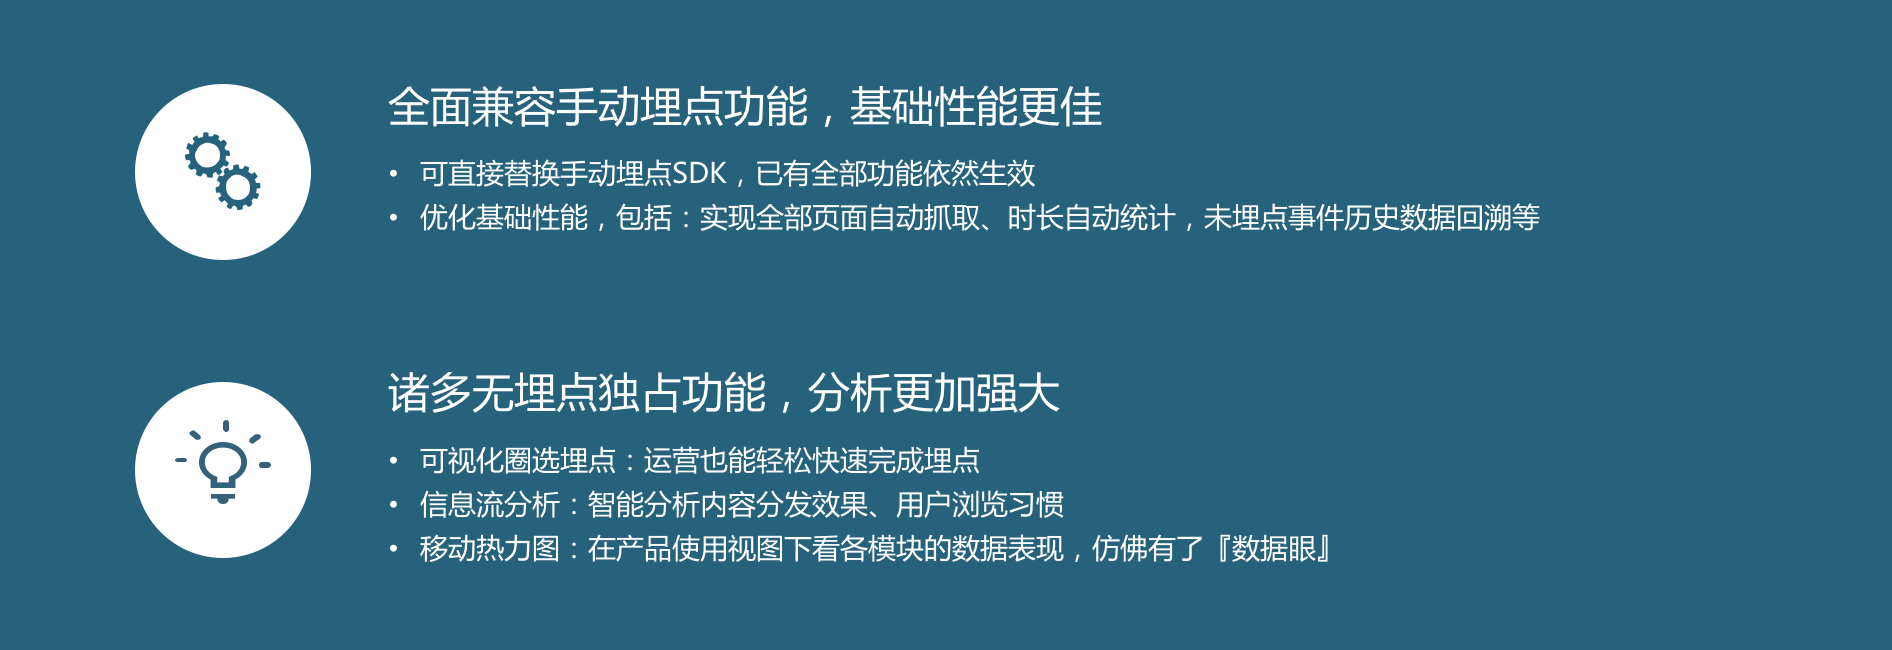 全面兼容手动埋点功能，基础性能更佳
• 可直接替换手动埋点SDK，已有全部功能依然生效
• 优化基础性能，包括：实现全部页面自动抓取、时长自动统计，未埋点事件历史数据回溯等
诸多无埋点独占功能，分析更加强大
• 可视化圈选埋点：运营也能轻松快速完成埋点
• 信息流分析：智能分析内容分发效果、用户浏览习惯
• 移动热力图：在产品使用视图下看各模块的数据表现，仿佛有了『数据眼』